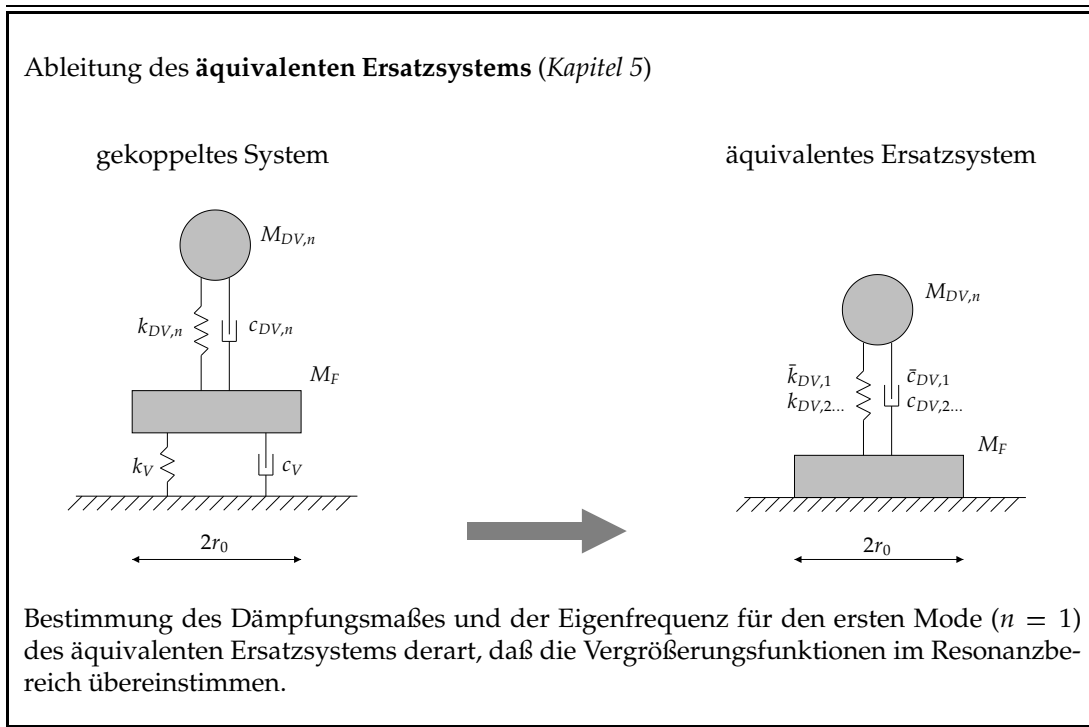 Ableitung des äquivalenten Ersatzsystems (Kapitel 5)
gekoppeltes System
M_{DV,n}
k_{DV,n}
c_{DV,n}
M_F
k_V
c_V
2r_0
äquivalentes Ersatzsystem
M_{DV,n}
k̄_{DV,1}
k_{DV,2...}
c̄_{DV,1}
c_{DV,2...}
M_F
2r_0
Bestimmung des Dämpfungsmaßes und der Eigenfrequenz für den ersten Mode (n = 1)
des äquivalenten Ersatzsystems derart, daß die Vergrößerungsfunktionen im Resonanzbe-
reich übereinstimmen.